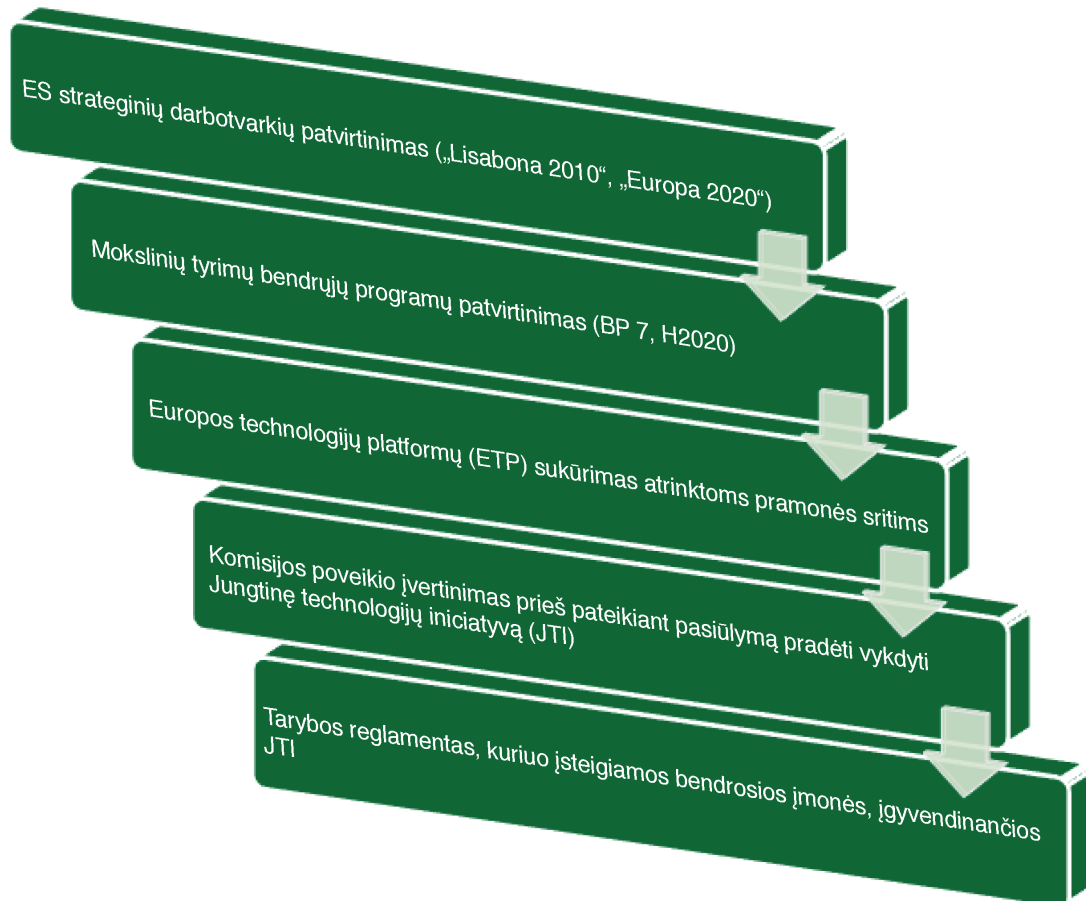 ES strateginių darbotvarkių patvirtinimas („Lisabona 2010“, „Europa 2020“)
Mokslinių tyrimų bendrųjų programų patvirtinimas (BP 7, H2020)
Europos technologijų platformų (ETP) sukūrimas atrinktoms pramonės sritims
Komisijos poveikio įvertinimas prieš pateikiant pasiūlymą pradėti vykdyti
Jungtinę technologijų iniciatyvą (JTI)
Tarybos reglamentas, kuriuo įsteigiamos bendrosios įmonės, įgyvendinančios
JTI